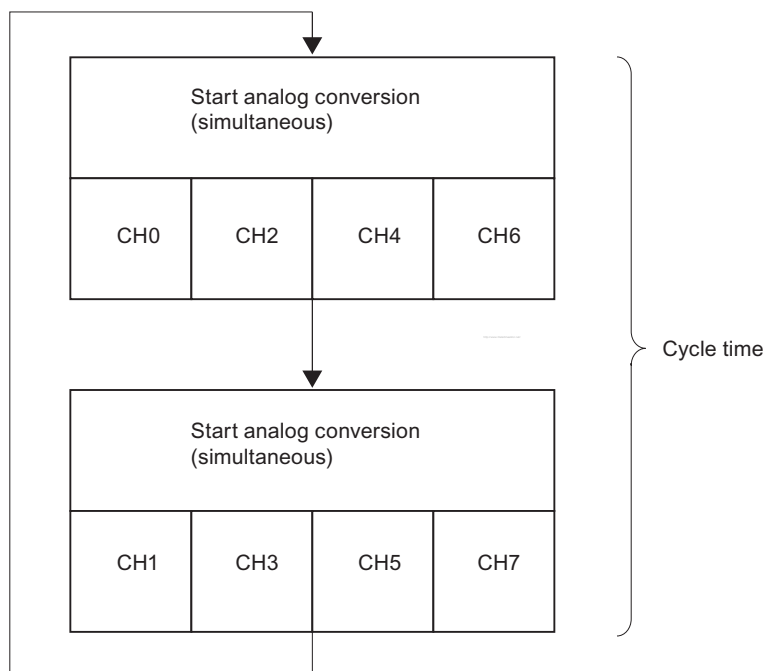 Start analog conversion
(simultaneous)
CH0 CH2 CH4 CH6
Cycle time
Start analog conversion
(simultaneous)
CH1 CH3 CH5 CH7